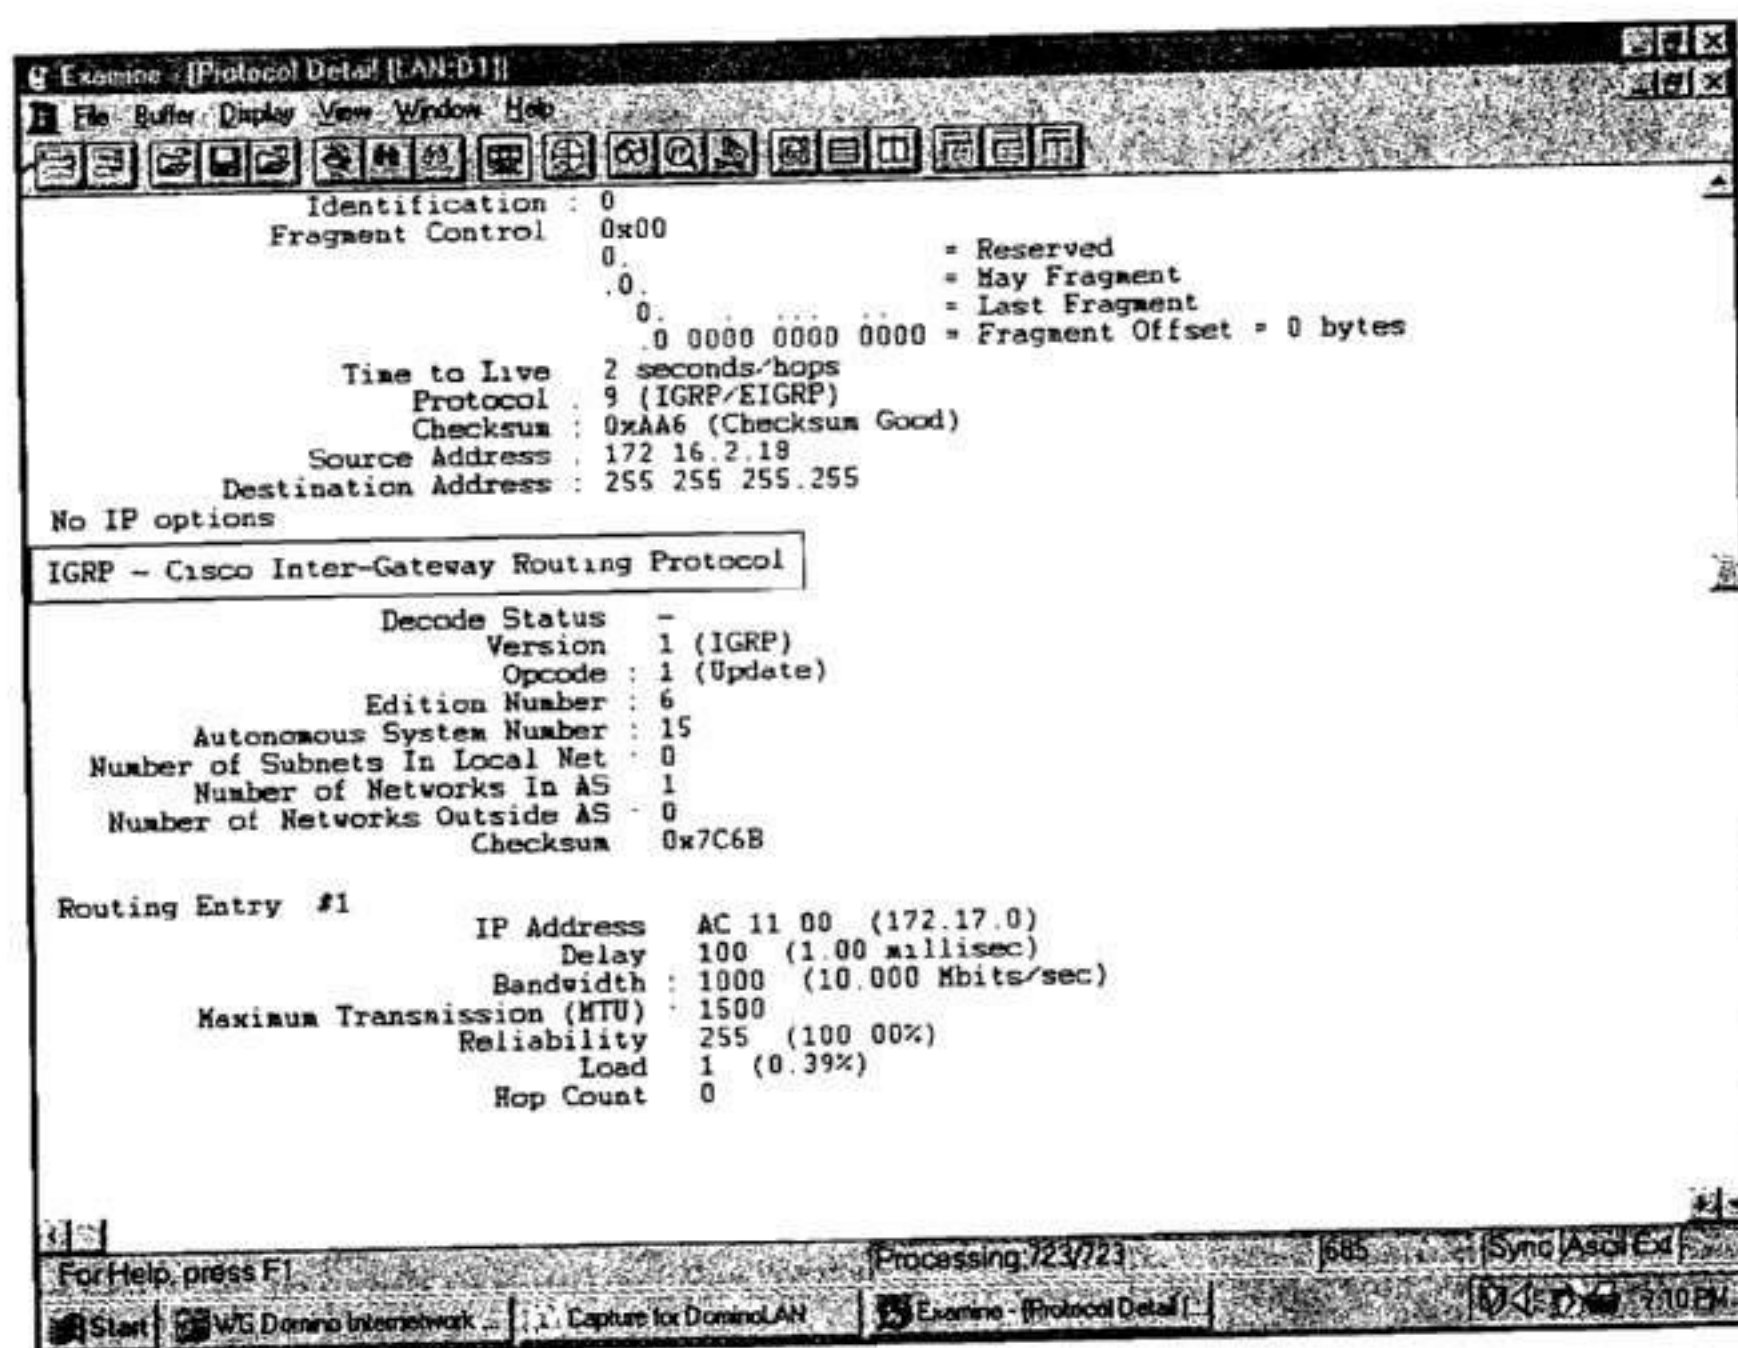 Examine - [Protocol Detail [LAN:D1]]
File Buffer Display View Window Help
Identification : 0
Fragment Control 0x00
0. = Reserved
.0. = May Fragment
0. . ... .. = Last Fragment
.0 0000 0000 0000 = Fragment Offset = 0 bytes
Time to Live 2 seconds/hops
Protocol . 9 (IGRP/EIGRP)
Checksum : 0xAA6 (Checksum Good)
Source Address . 172 16.2.18
Destination Address : 255 255 255.255
No IP options
IGRP - Cisco Inter-Gateway Routing Protocol
Decode Status -
Version 1 (IGRP)
Opcode : 1 (Update)
Edition Number : 6
Autonomous System Number : 15
Number of Subnets In Local Net : 0
Number of Networks In AS 1
Number of Networks Outside AS - 0
Checksum 0x7C6B
Routing Entry #1
IP Address AC 11 00 (172.17.0)
Delay 100 (1.00 millisec)
Bandwidth : 1000 (10.000 Mbits/sec)
Maximum Transmission (MTU) : 1500
Reliability 255 (100 00%)
Load 1 (0.39%)
Hop Count 0
For Help, press F1
Processing:723/723
685
Sync Ascii Ext
Start
WG Domino Internetwork ...
Capture for DominoLAN
Examine - [Protocol Detail [...
7:10 PM